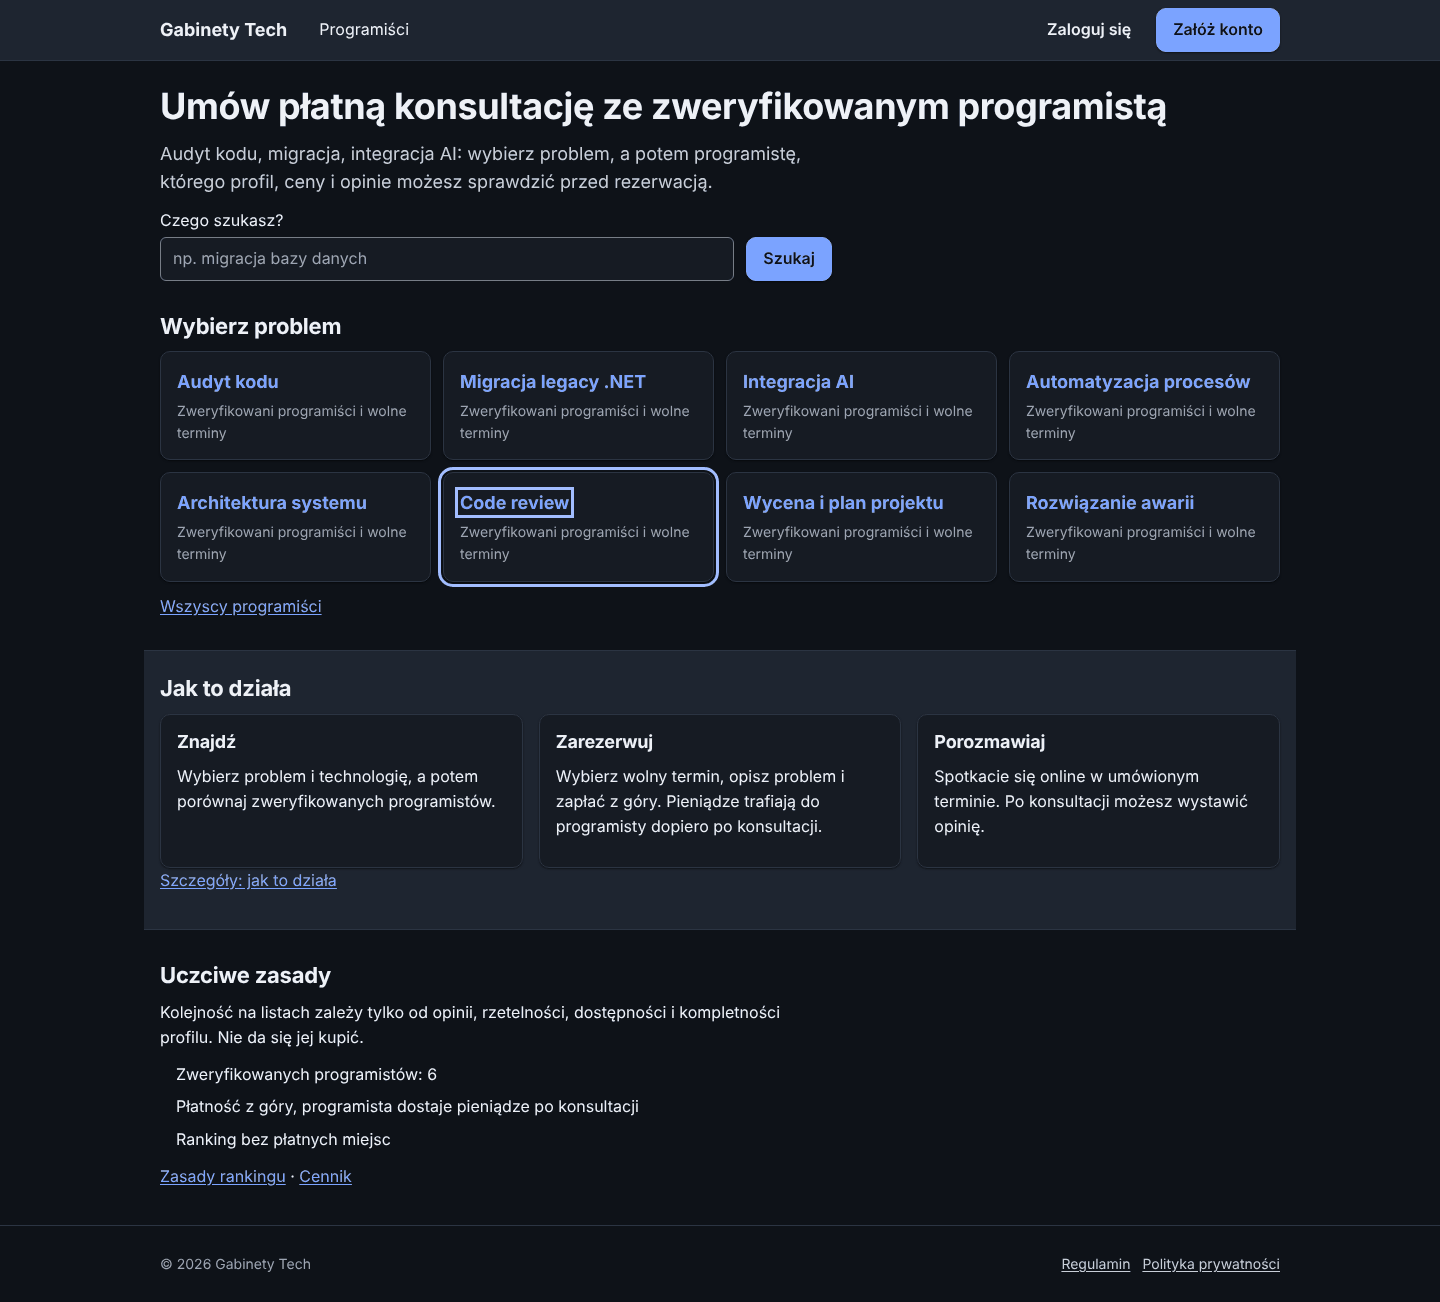 Gabinety Tech
Programiści
Zaloguj się
Załóż konto
Umów płatną konsultację ze zweryfikowanym programistą
Audyt kodu, migracja, integracja AI: wybierz problem, a potem programistę,
którego profil, ceny i opinie możesz sprawdzić przed rezerwacją.
Czego szukasz?
np. migracja bazy danych
Szukaj
Wybierz problem
Audyt kodu
Zweryfikowani programiści i wolne
terminy
Migracja legacy .NET
Zweryfikowani programiści i wolne
terminy
Integracja AI
Zweryfikowani programiści i wolne
terminy
Automatyzacja procesów
Zweryfikowani programiści i wolne
terminy
Architektura systemu
Zweryfikowani programiści i wolne
terminy
Code review
Zweryfikowani programiści i wolne
terminy
Wycena i plan projektu
Zweryfikowani programiści i wolne
terminy
Rozwiązanie awarii
Zweryfikowani programiści i wolne
terminy
Wszyscy programiści
Jak to działa
Znajdź
Wybierz problem i technologię, a potem
porównaj zweryfikowanych programistów.
Zarezerwuj
Wybierz wolny termin, opisz problem i
zapłać z góry. Pieniądze trafiają do
programisty dopiero po konsultacji.
Porozmawiaj
Spotkacie się online w umówionym
terminie. Po konsultacji możesz wystawić
opinię.
Szczegóły: jak to działa
Uczciwe zasady
Kolejność na listach zależy tylko od opinii, rzetelności, dostępności i kompletności
profilu. Nie da się jej kupić.
Zweryfikowanych programistów: 6
Płatność z góry, programista dostaje pieniądze po konsultacji
Ranking bez płatnych miejsc
Zasady rankingu · Cennik
© 2026 Gabinety Tech
Regulamin
Polityka prywatności